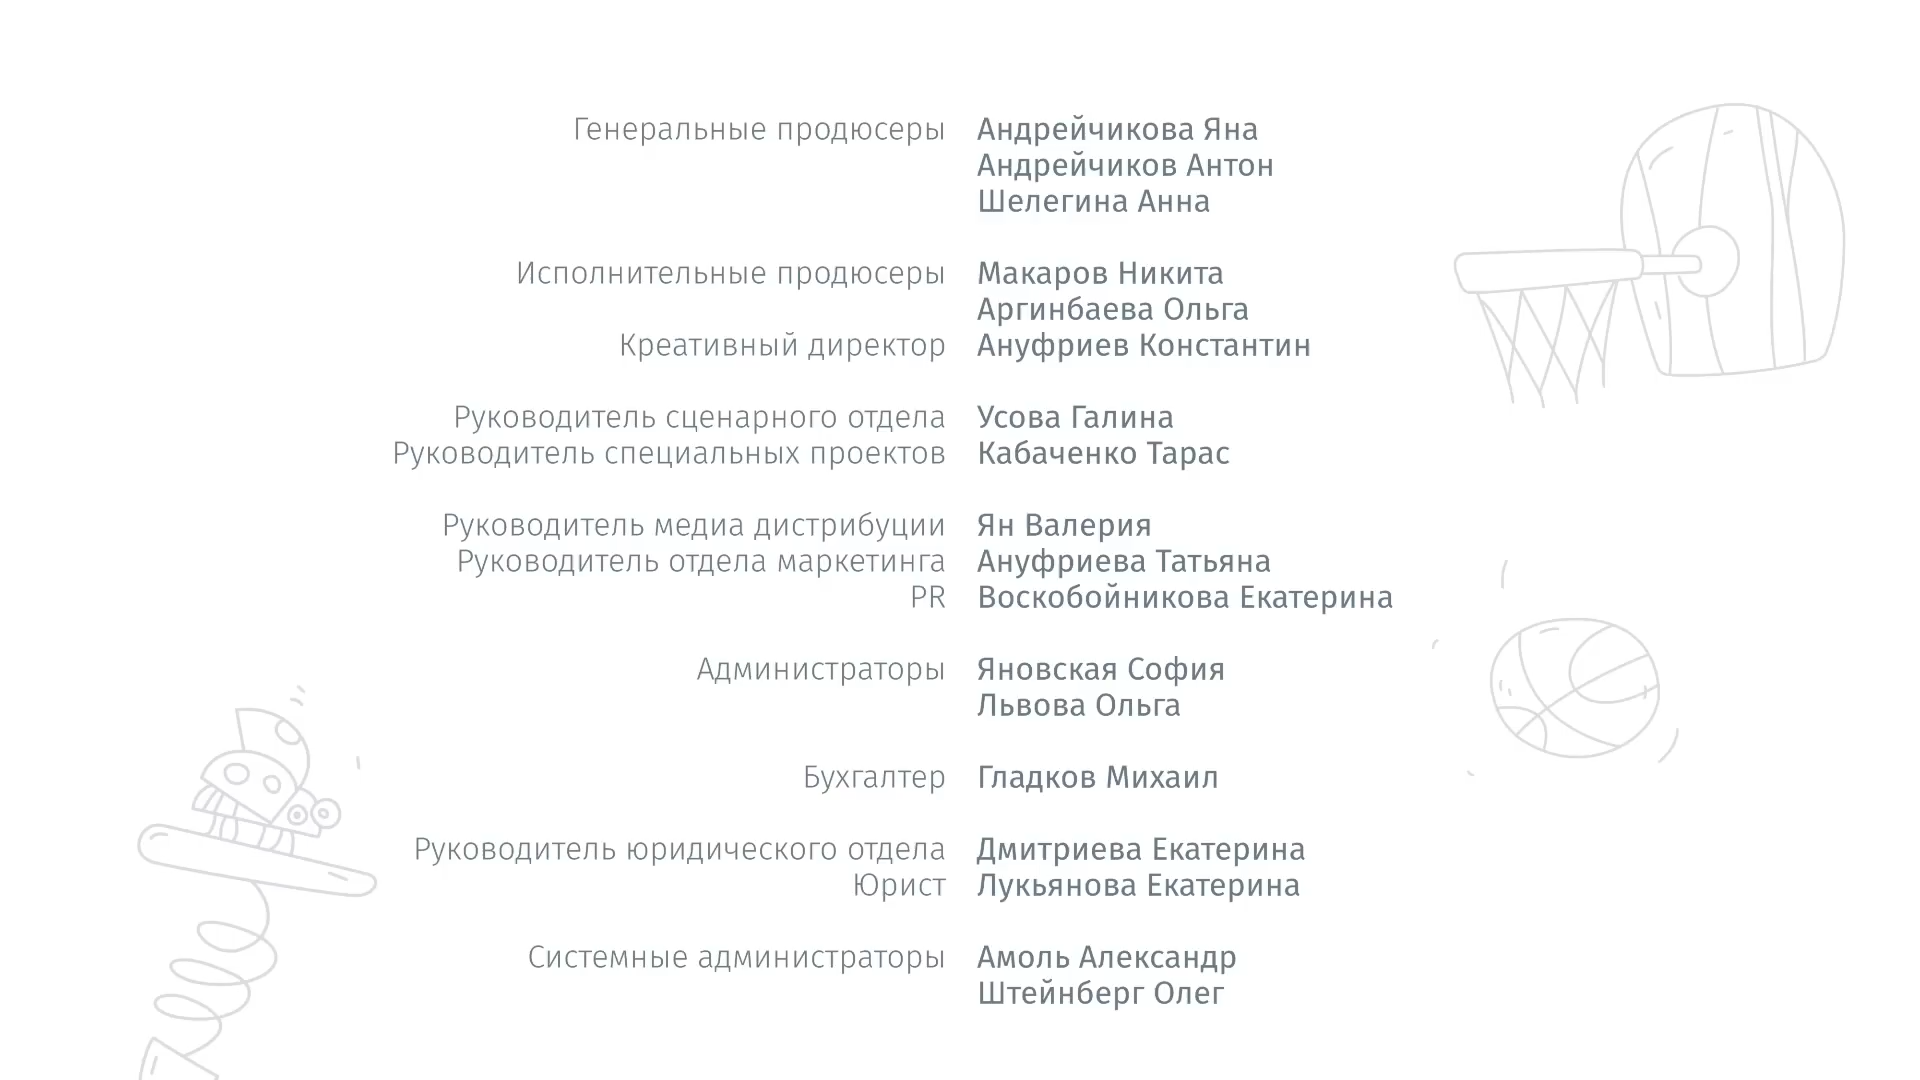 Генеральные продюсеры Андрейчикова Яна
Андрейчиков Антон
Шелегина Анна
Исполнительные продюсеры Макаров Никита
Аргинбаева Ольга
Креативный директор Ануфриев Константин
Руководитель сценарного отдела Усова Галина
Руководитель специальных проектов Кабаченко Тарас
Руководитель медиа дистрибуции Ян Валерия
Руководитель отдела маркетинга Ануфриева Татьяна
PR Воскобойникова Екатерина
Администраторы Яновская София
Львова Ольга
Бухгалтер Гладков Михаил
Руководитель юридического отдела Дмитриева Екатерина
Юрист Лукьянова Екатерина
Системные администраторы Амоль Александр
Штейнберг Олег